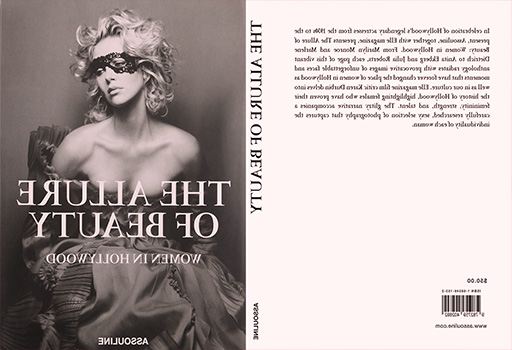 THE ALLURE
OF BEAUTY
WOMEN IN HOLLYWOOD
ASSOULINE
THE ALLURE OF BEAUTY
ASSOULINE
In celebration of Hollywood's legendary actresses from the 1930s to the
present, Assouline, together with Elle magazine, presents The Allure of
Beauty: Women in Hollywood. From Marilyn Monroe and Marlene
Dietrich to Anita Ekberg and Julia Roberts, each page of this vibrant
anthology radiates with provocative images of unforgettable faces and
moments that have forever changed the place of women in Hollywood as
well as in our culture. Elle magazine film critic Karen Durbin delves into
the history of Hollywood, highlighting females who have proven their
femininity, strength, and talent. The glitzy narrative accompanies a
carefully researched, sexy selection of photography that capture the
individuality of each woman.
$50.00
www.assouline.com